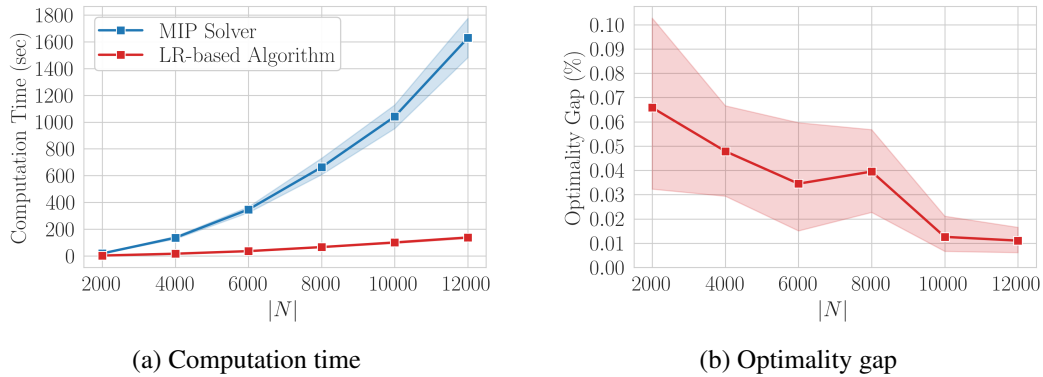 1800
1600
1400
1200
1000
800
600
400
200
0
Computation Time (sec)
MIP Solver
LR-based Algorithm
2000 4000 6000 8000 10000 12000
|N|
(a) Computation time
0.10
0.09
0.08
0.07
0.06
0.05
0.04
0.03
0.02
0.01
0.00
Optimality Gap (%)
2000 4000 6000 8000 10000 12000
|N|
(b) Optimality gap